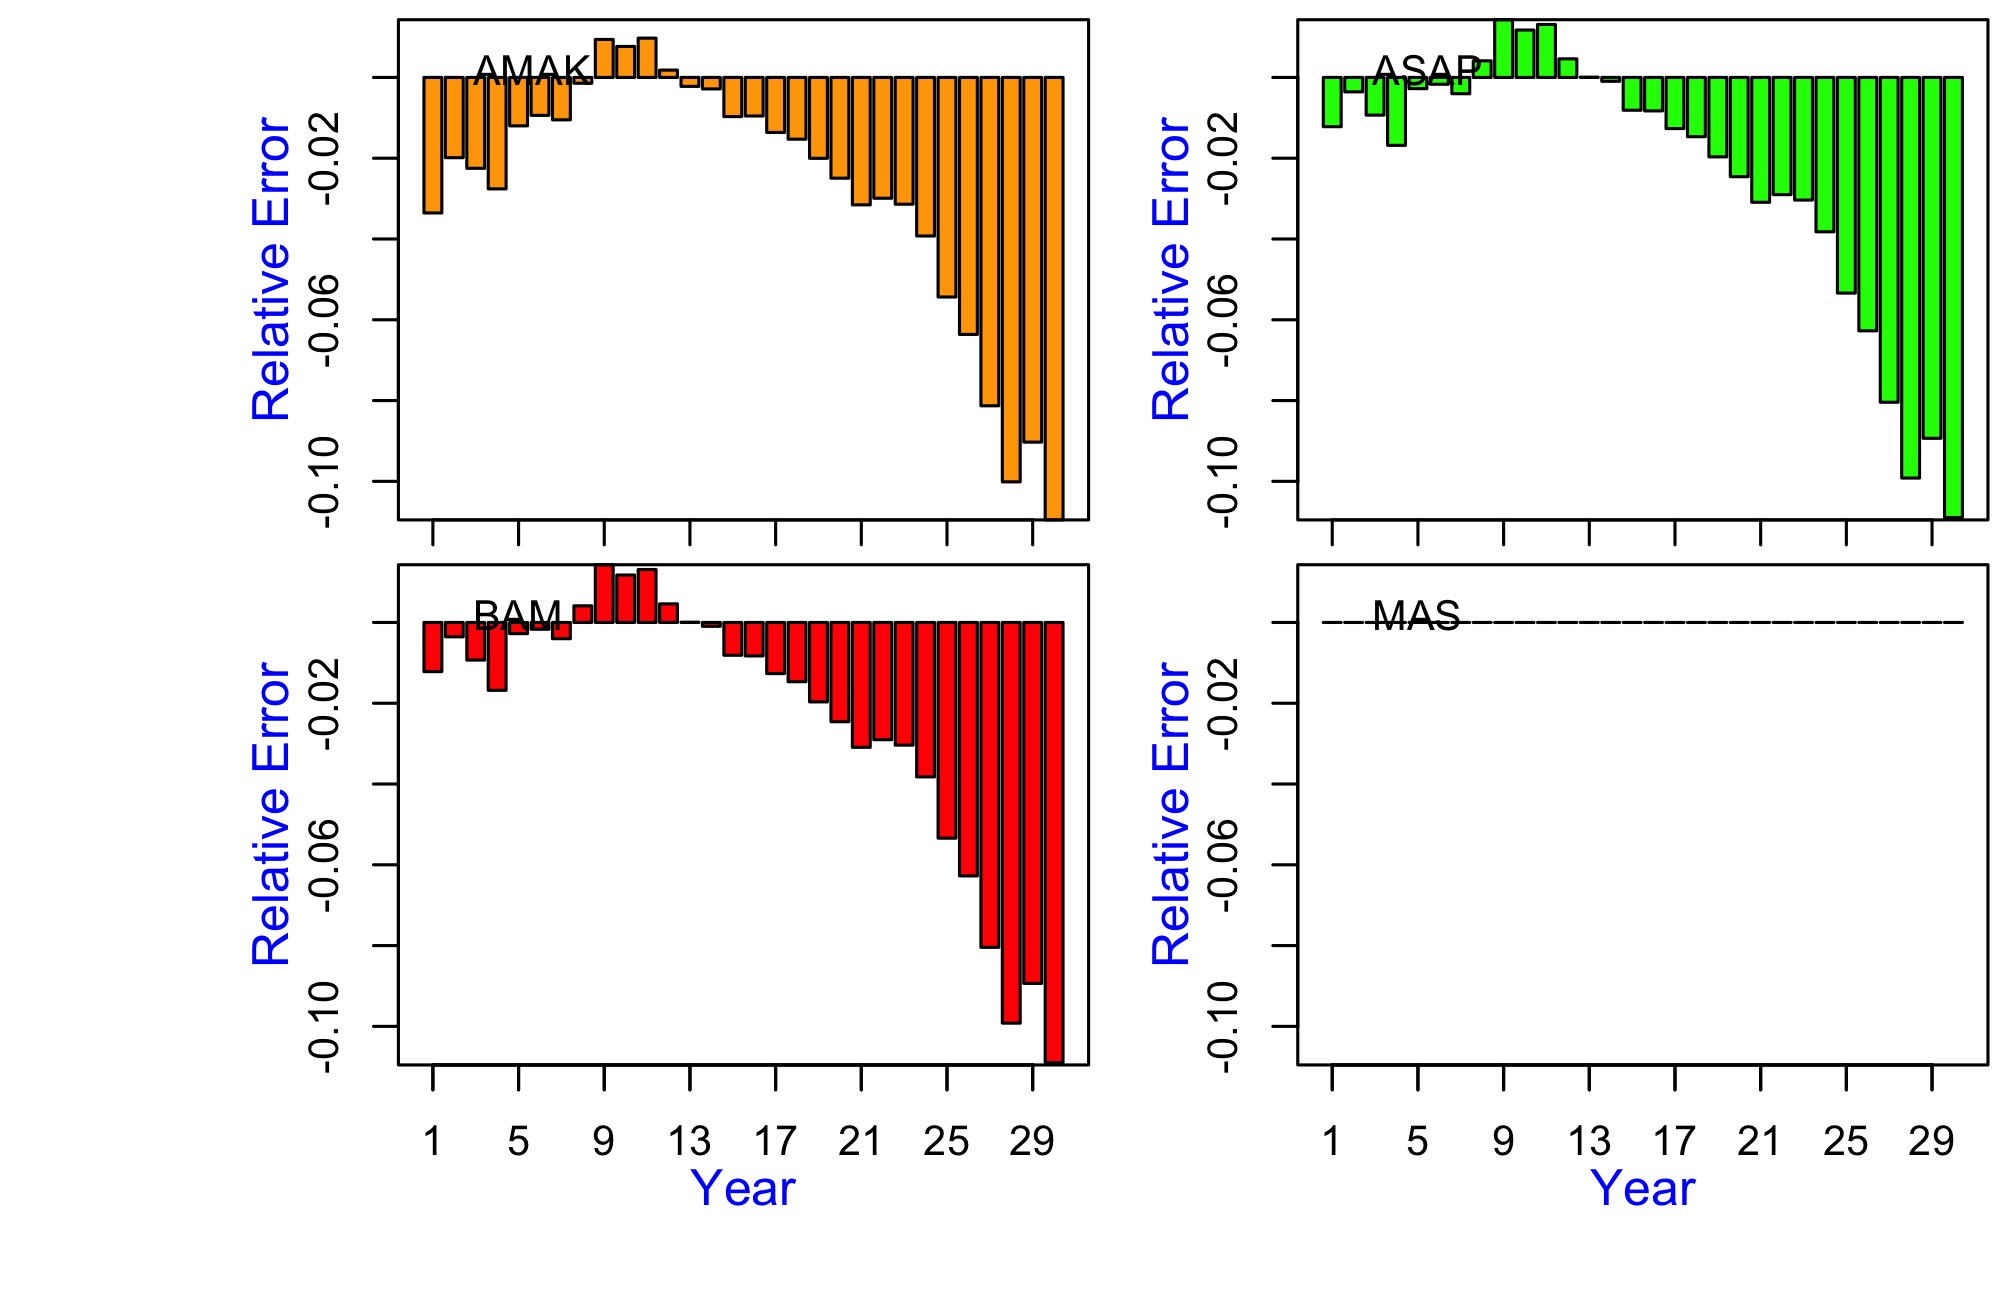 AMAK
Relative Error
-0.02
-0.06
-0.10
ASAP
Relative Error
-0.02
-0.06
-0.10
BAM
Relative Error
-0.02
-0.06
-0.10
1 5 9 13 17 21 25 29
Year
MAS
Relative Error
-0.02
-0.06
-0.10
1 5 9 13 17 21 25 29
Year